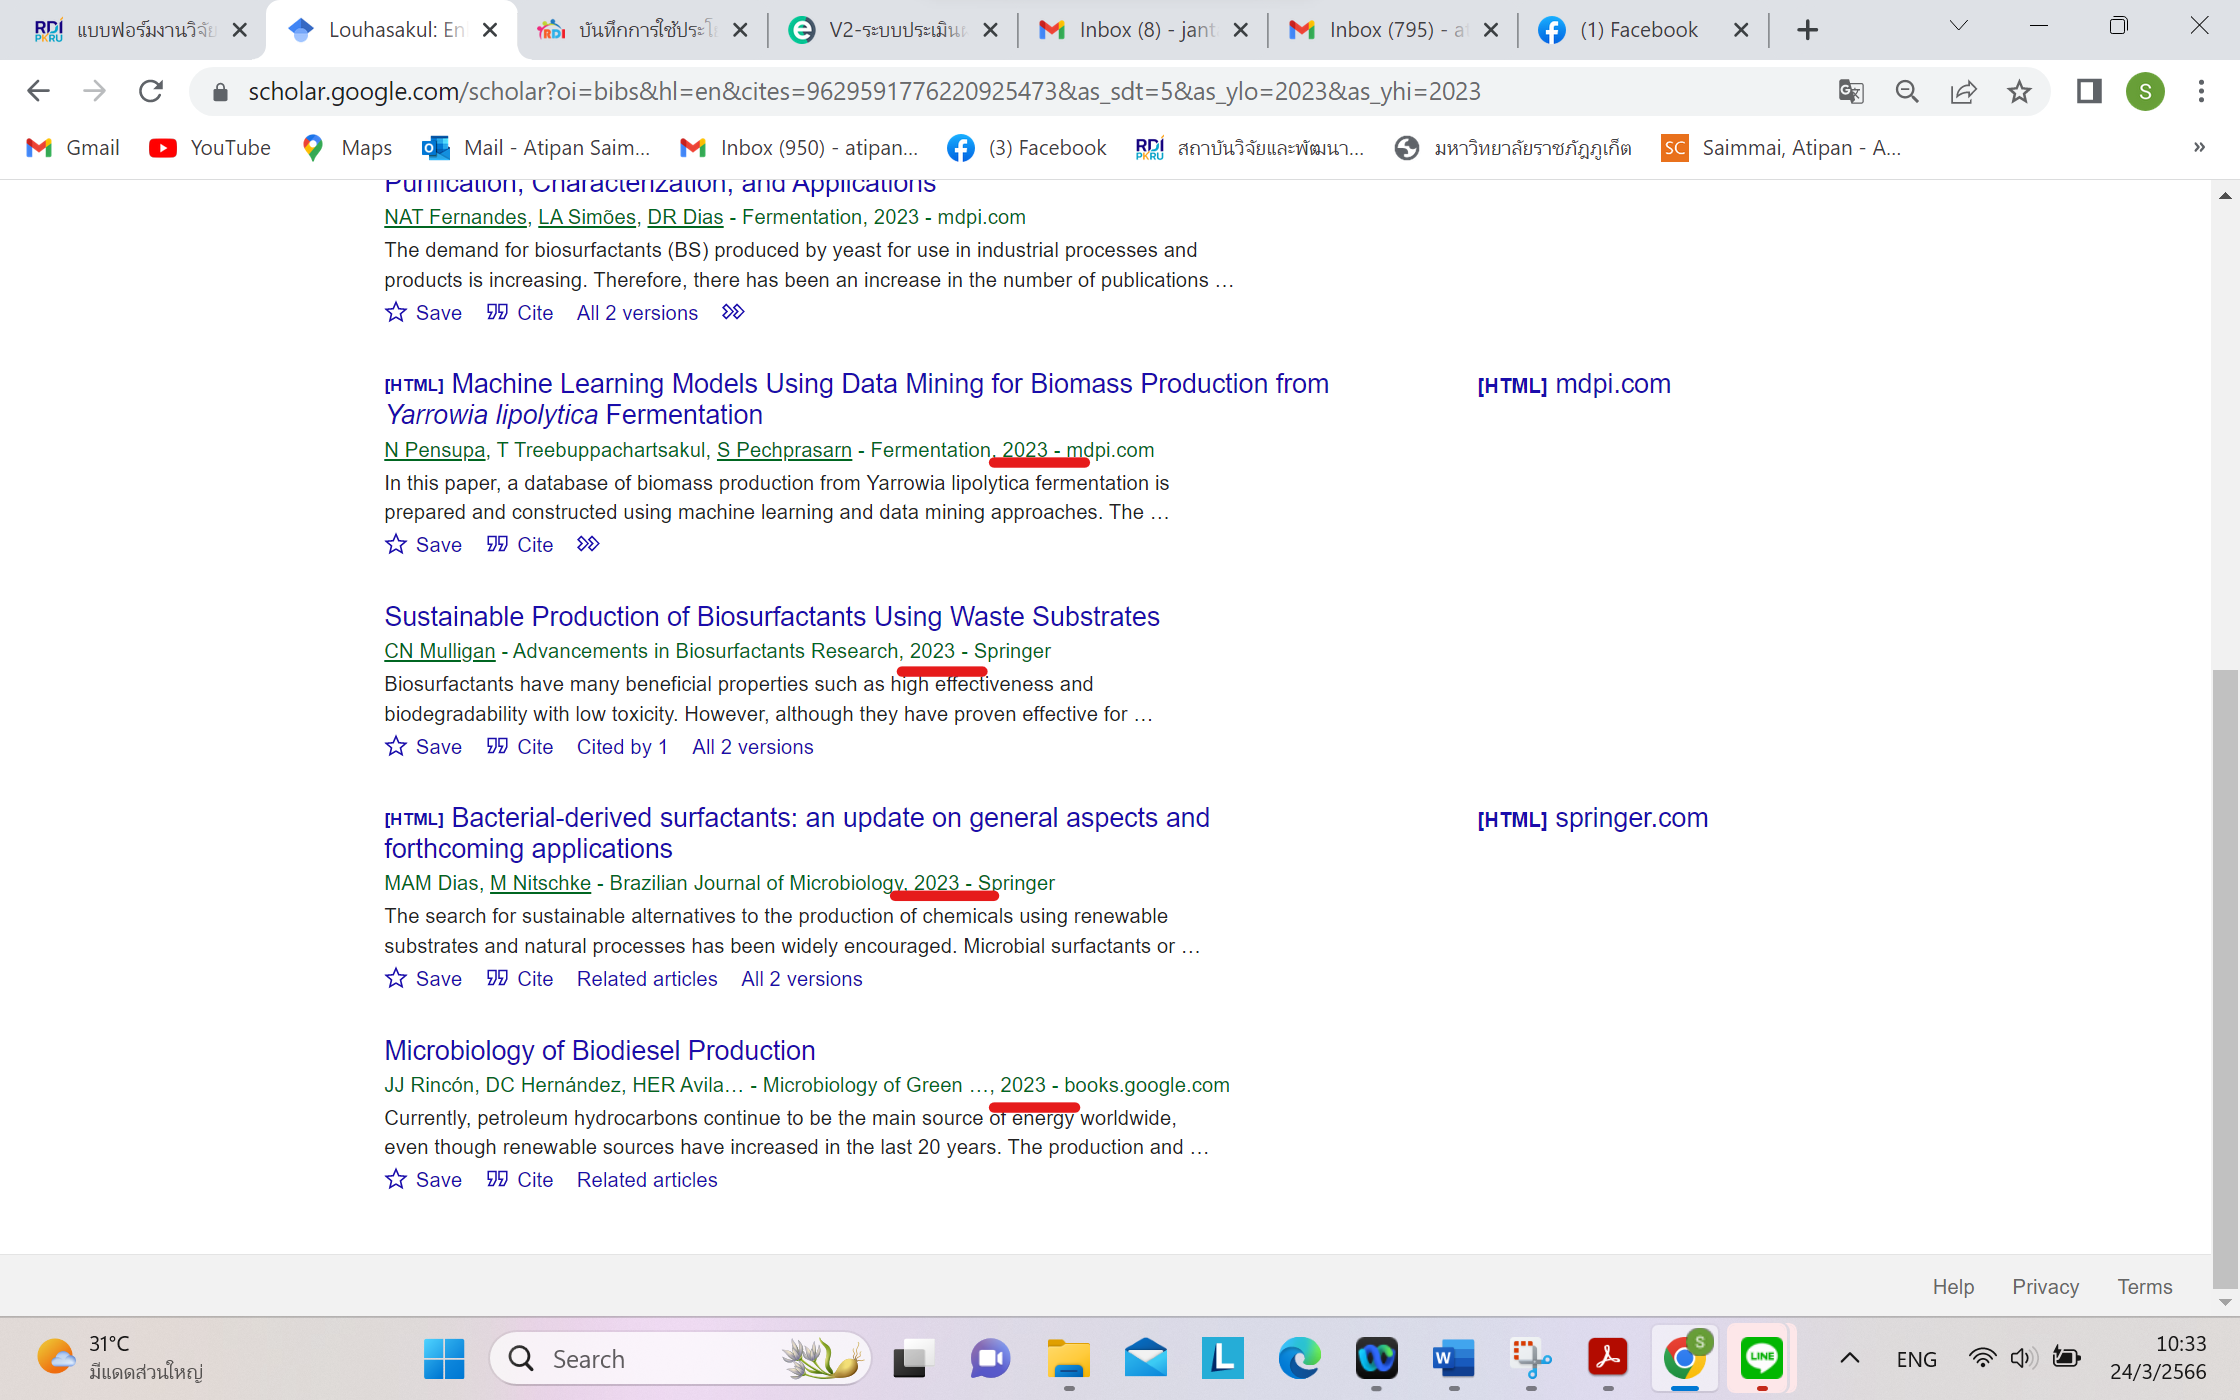 แบบฟอร์มงานวิจัย
Louhasakul: En
บันทึกการใช้ประโย
V2-ระบบประเมินผ
Inbox (8) - jant
Inbox (795) - at
(1) Facebook
scholar.google.com/scholar?oi=bibs&hl=en&cites=9629591776220925473&as_sdt=5&as_ylo=2023&as_yhi=2023
S
Gmail
YouTube
Maps
Mail - Atipan Saim...
Inbox (950) - atipan...
(3) Facebook
สถาบันวิจัยและพัฒนา...
มหาวิทยาลัยราชภัฏภูเก็ต
SC Saimmai, Atipan - A...
»
Purification, Characterization, and Applications
NAT Fernandes, LA Simões, DR Dias - Fermentation, 2023 - mdpi.com
The demand for biosurfactants (BS) produced by yeast for use in industrial processes and
products is increasing. Therefore, there has been an increase in the number of publications …
Save Cite All 2 versions
[HTML] Machine Learning Models Using Data Mining for Biomass Production from
Yarrowia lipolytica Fermentation
[HTML] mdpi.com
N Pensupa, T Treebuppachartsakul, S Pechprasarn - Fermentation, 2023 - mdpi.com
In this paper, a database of biomass production from Yarrowia lipolytica fermentation is
prepared and constructed using machine learning and data mining approaches. The …
Save Cite
Sustainable Production of Biosurfactants Using Waste Substrates
CN Mulligan - Advancements in Biosurfactants Research, 2023 - Springer
Biosurfactants have many beneficial properties such as high effectiveness and
biodegradability with low toxicity. However, although they have proven effective for …
Save Cite Cited by 1 All 2 versions
[HTML] Bacterial-derived surfactants: an update on general aspects and
forthcoming applications
[HTML] springer.com
MAM Dias, M Nitschke - Brazilian Journal of Microbiology, 2023 - Springer
The search for sustainable alternatives to the production of chemicals using renewable
substrates and natural processes has been widely encouraged. Microbial surfactants or …
Save Cite Related articles All 2 versions
Microbiology of Biodiesel Production
JJ Rincón, DC Hernández, HER Avila… - Microbiology of Green …, 2023 - books.google.com
Currently, petroleum hydrocarbons continue to be the main source of energy worldwide,
even though renewable sources have increased in the last 20 years. The production and …
Save Cite Related articles
Help Privacy Terms
31°C
มีแดดส่วนใหญ่
Search
ENG
10:33
24/3/2566